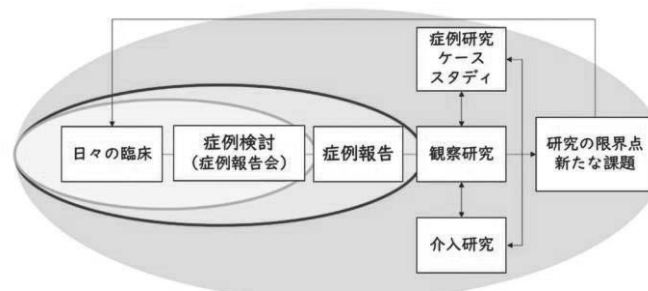 症例研究
ケース
スタディ
日々の臨床
症例検討
(症例報告会)
症例報告
観察研究
研究の限界点
新たな課題
介入研究